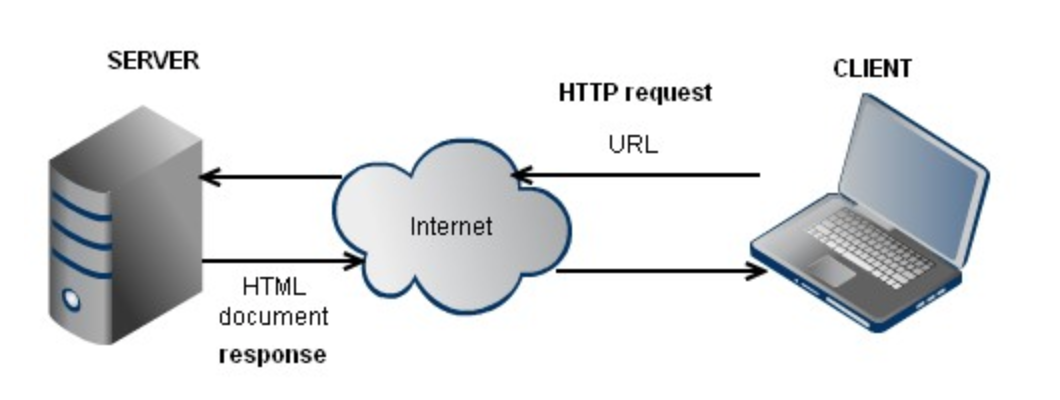 SERVER
CLIENT
HTTP request
URL
Internet
HTML
document
response